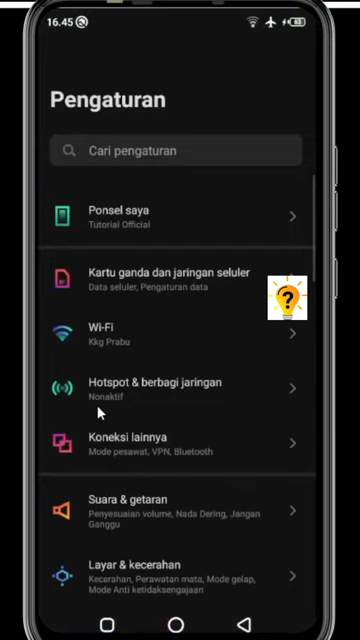 16.45
63
Pengaturan
Cari pengaturan
Ponsel saya
Tutorial Official
Kartu ganda dan jaringan seluler
Data seluler, Pengaturan data
?
Wi-Fi
Kkg Prabu
Hotspot & berbagi jaringan
Nonaktif
Koneksi lainnya
Mode pesawat, VPN, Bluetooth
Suara & getaran
Penyesuaian volume, Nada Dering, Jangan
Ganggu
Layar & kecerahan
Kecerahan, Perawatan mata, Mode gelap,
Mode Anti ketidaksengajaan